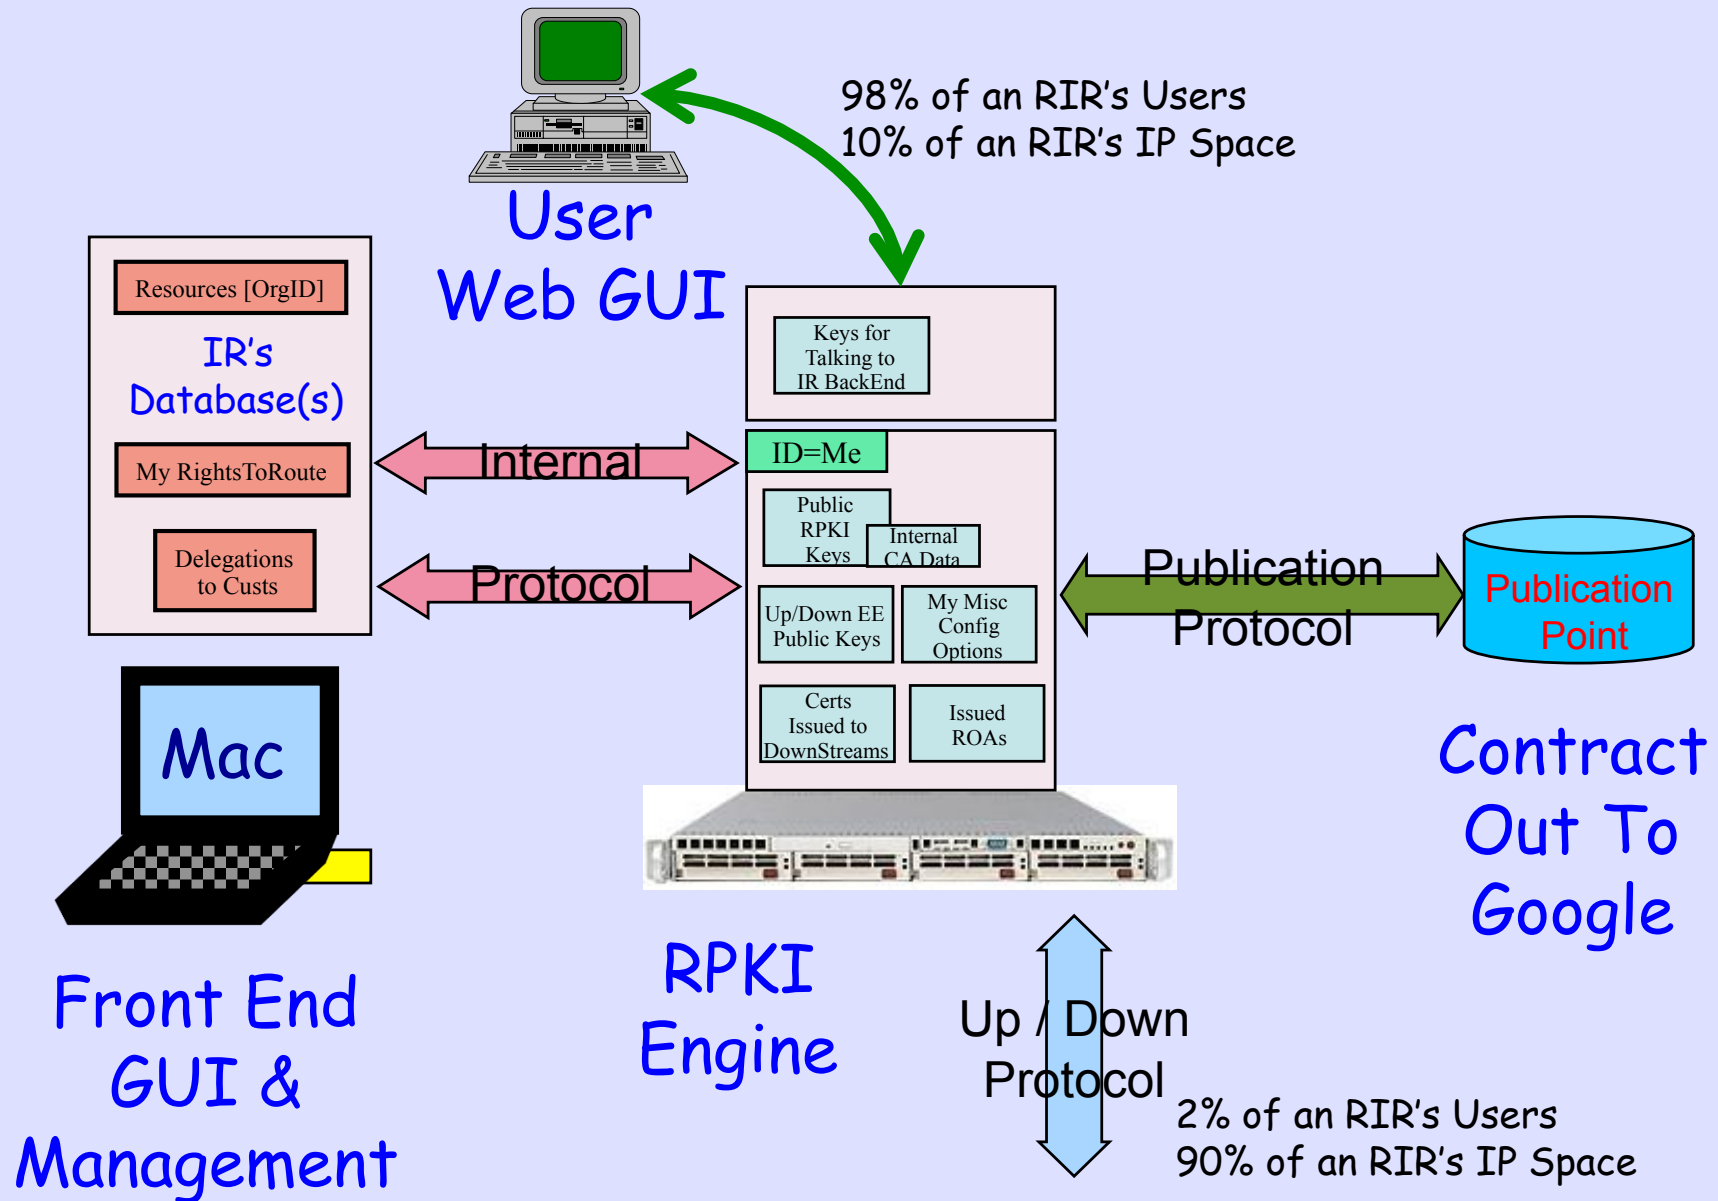 98% of an RIR's Users
10% of an RIR's IP Space
User
Web GUI
Resources [OrgID]
IR's
Database(s)
My RightsToRoute
Delegations
to Custs
Internal
Protocol
Keys for
Talking to
IR BackEnd
ID=Me
Public
RPKI
Keys
Internal
CA Data
Up/Down EE
Public Keys
My Misc
Config
Options
Certs
Issued to
DownStreams
Issued
ROAs
Publication
Protocol
Publication
Point
Mac
Contract
Out To
Google
Front End
GUI &
Management
RPKI
Engine
Up / Down
Protocol
2% of an RIR's Users
90% of an RIR's IP Space